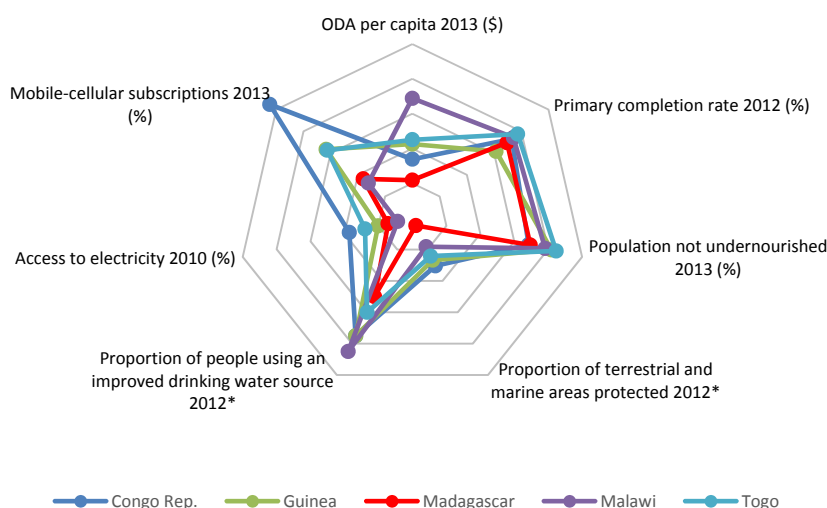 ODA per capita 2013 ($)
Mobile-cellular subscriptions 2013
(%)
Primary completion rate 2012 (%)
Access to electricity 2010 (%)
Population not undernourished
2013 (%)
Proportion of people using an
improved drinking water source
2012*
Proportion of terrestrial and
marine areas protected 2012*
Congo Rep. Guinea Madagascar Malawi Togo